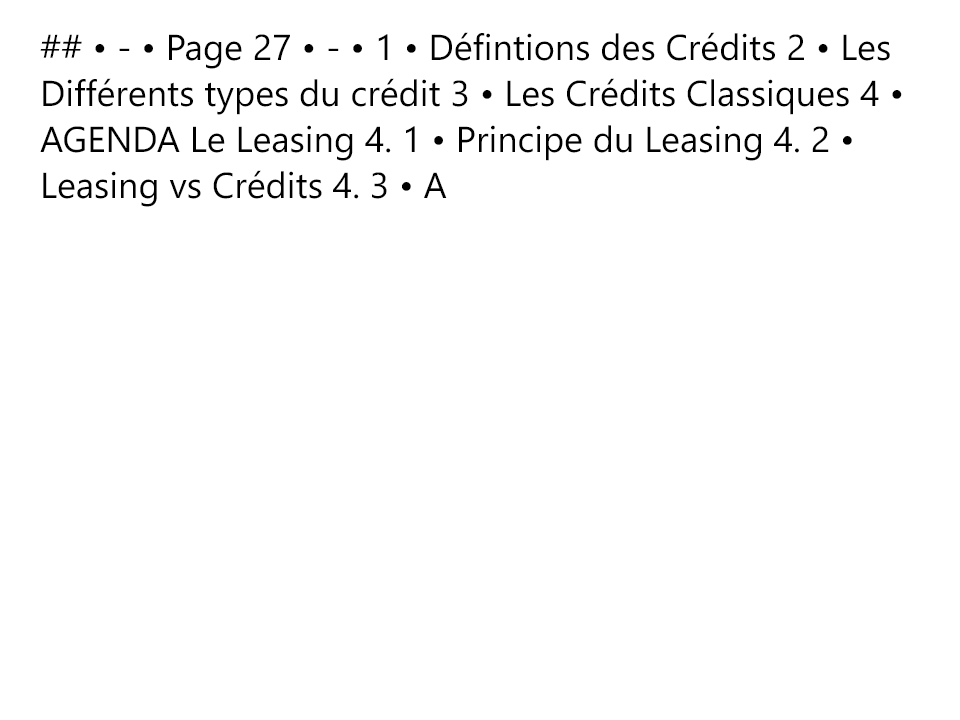 ## • - • Page 27 • - • 1 • Défintions des Crédits 2 • Les
Différents types du crédit 3 • Les Crédits Classiques 4 •
AGENDA Le Leasing 4. 1 • Principe du Leasing 4. 2 •
Leasing vs Crédits 4. 3 • A